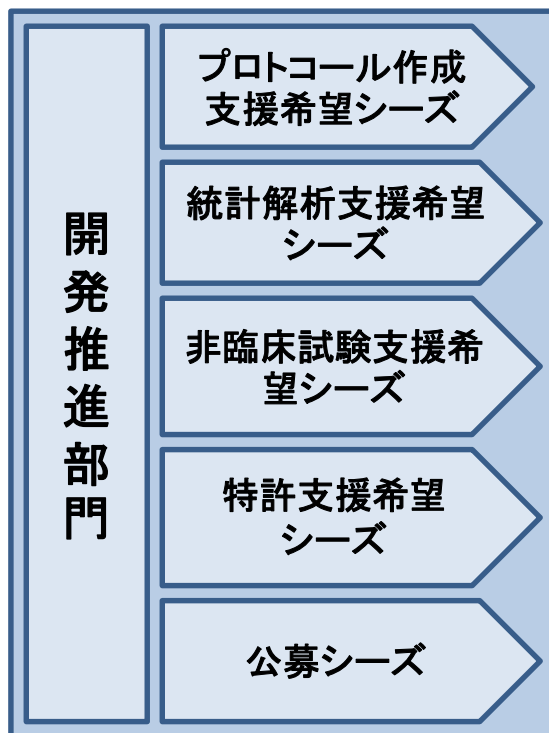 開発推進部門
プロトコール作成
支援希望シーズ
統計解析支援希望
シーズ
非臨床試験支援希
望シーズ
特許支援希望
シーズ
公募シーズ